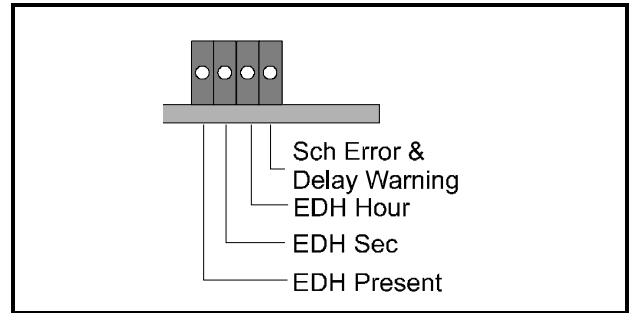 Sch Error &
Delay Warning
EDH Hour
EDH Sec
EDH Present